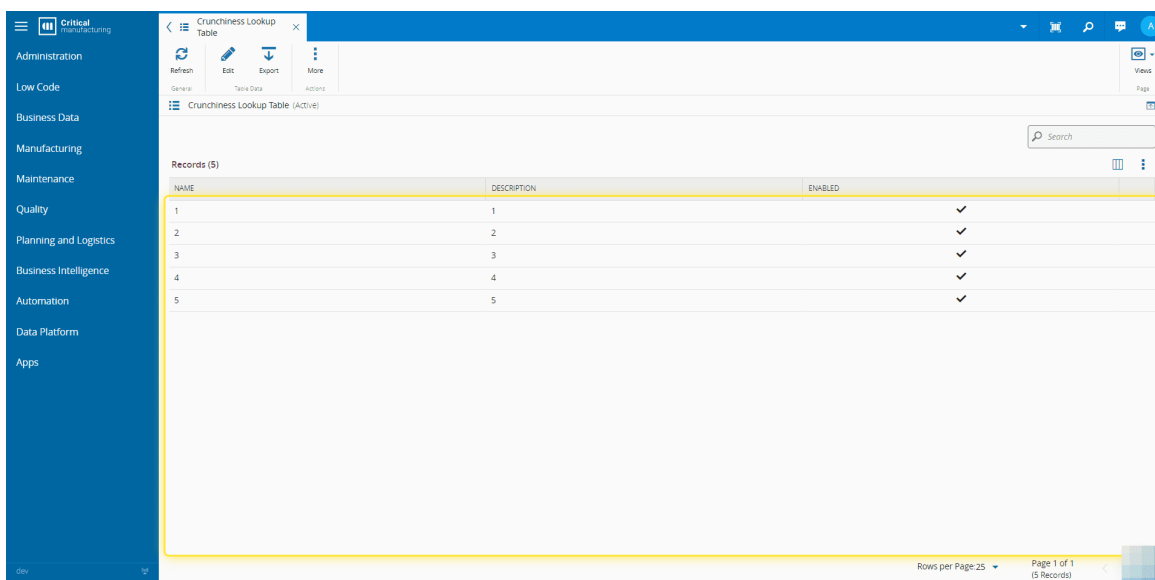 Critical
manufacturing
Crunchiness Lookup
Table
A
Administration
Low Code
Business Data
Manufacturing
Maintenance
Quality
Planning and Logistics
Business Intelligence
Automation
Data Platform
Apps
dev
Refresh
Edit
Export
More
Views
General
Table Data
Actions
Page
Crunchiness Lookup Table (Active)
Search
Records (5)
NAME DESCRIPTION ENABLED
1 1
2 2
3 3
4 4
5 5
Rows per Page:25
Page 1 of 1
(5 Records)